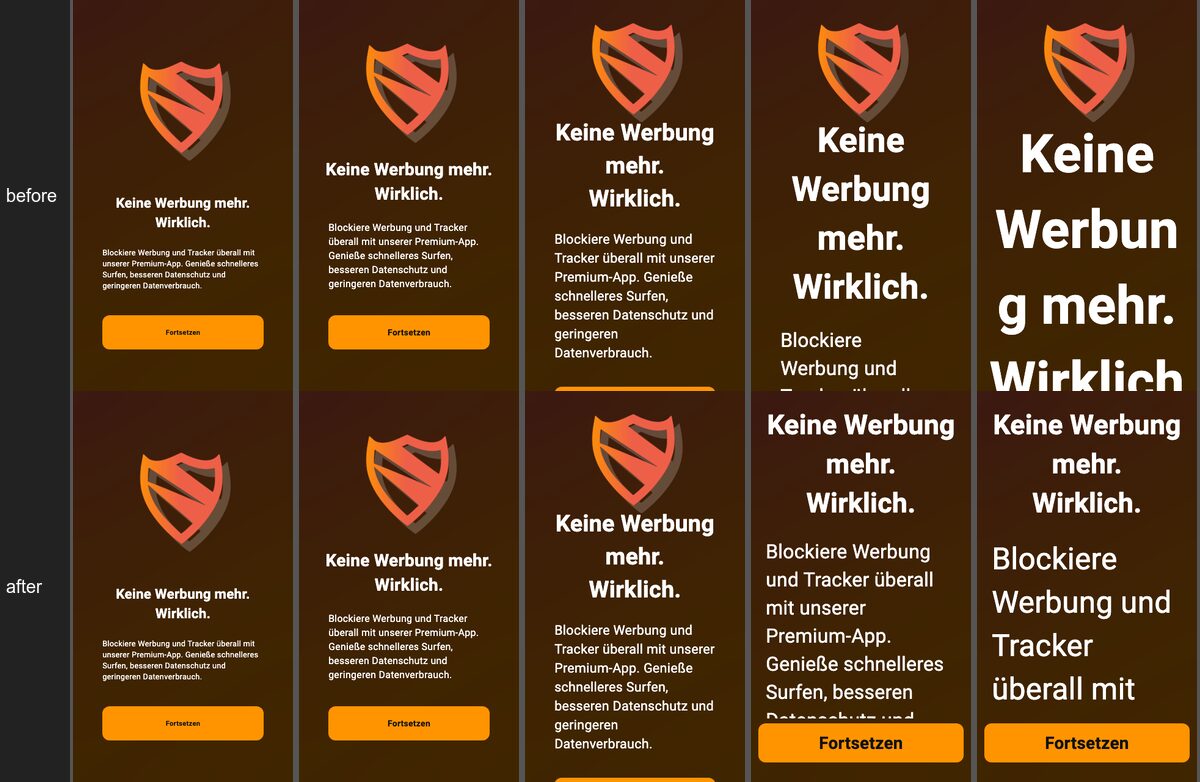 before
Keine Werbung mehr.
Wirklich.
Blockiere Werbung und Tracker überall mit
unserer Premium-App. Genieße schnelleres
Surfen, besseren Datenschutz und
geringeren Datenverbrauch.
Fortsetzen
Keine Werbung mehr.
Wirklich.
Blockiere Werbung und Tracker
überall mit unserer Premium-App.
Genieße schnelleres Surfen,
besseren Datenschutz und
geringeren Datenverbrauch.
Fortsetzen
Keine Werbung
mehr.
Wirklich.
Blockiere Werbung und
Tracker überall mit unserer
Premium-App. Genieße
schnelleres Surfen,
besseren Datenschutz und
geringeren
Datenverbrauch.
Keine
Werbung
mehr.
Wirklich.
Blockiere
Werbung und
Tracker überall
Keine
Werbun
g mehr.
Wirklich
after
Keine Werbung mehr.
Wirklich.
Blockiere Werbung und Tracker überall mit
unserer Premium-App. Genieße schnelleres
Surfen, besseren Datenschutz und
geringeren Datenverbrauch.
Fortsetzen
Keine Werbung mehr.
Wirklich.
Blockiere Werbung und Tracker
überall mit unserer Premium-App.
Genieße schnelleres Surfen,
besseren Datenschutz und
geringeren Datenverbrauch.
Fortsetzen
Keine Werbung
mehr.
Wirklich.
Blockiere Werbung und
Tracker überall mit unserer
Premium-App. Genieße
schnelleres Surfen,
besseren Datenschutz und
geringeren
Datenverbrauch.
Keine Werbung
mehr.
Wirklich.
Blockiere Werbung
und Tracker überall
mit unserer
Premium-App.
Genieße schnelleres
Surfen, besseren
Datenschutz und
Fortsetzen
Keine Werbung
mehr.
Wirklich.
Blockiere
Werbung und
Tracker
überall mit
Fortsetzen